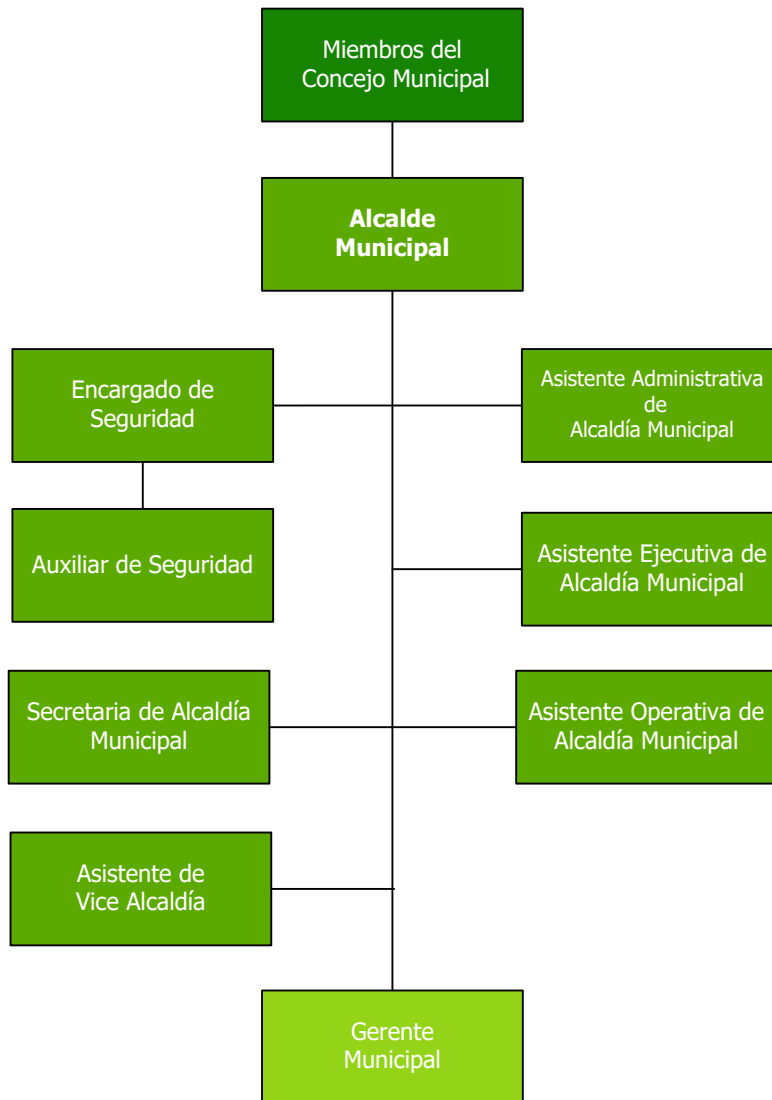 Miembros del
Concejo Municipal
Alcalde
Municipal
Encargado de
Seguridad
Asistente Administrativa
de
Alcaldía Municipal
Auxiliar de Seguridad
Asistente Ejecutiva de
Alcaldía Municipal
Secretaria de Alcaldía
Municipal
Asistente Operativa de
Alcaldía Municipal
Asistente de
Vice Alcaldía
Gerente
Municipal